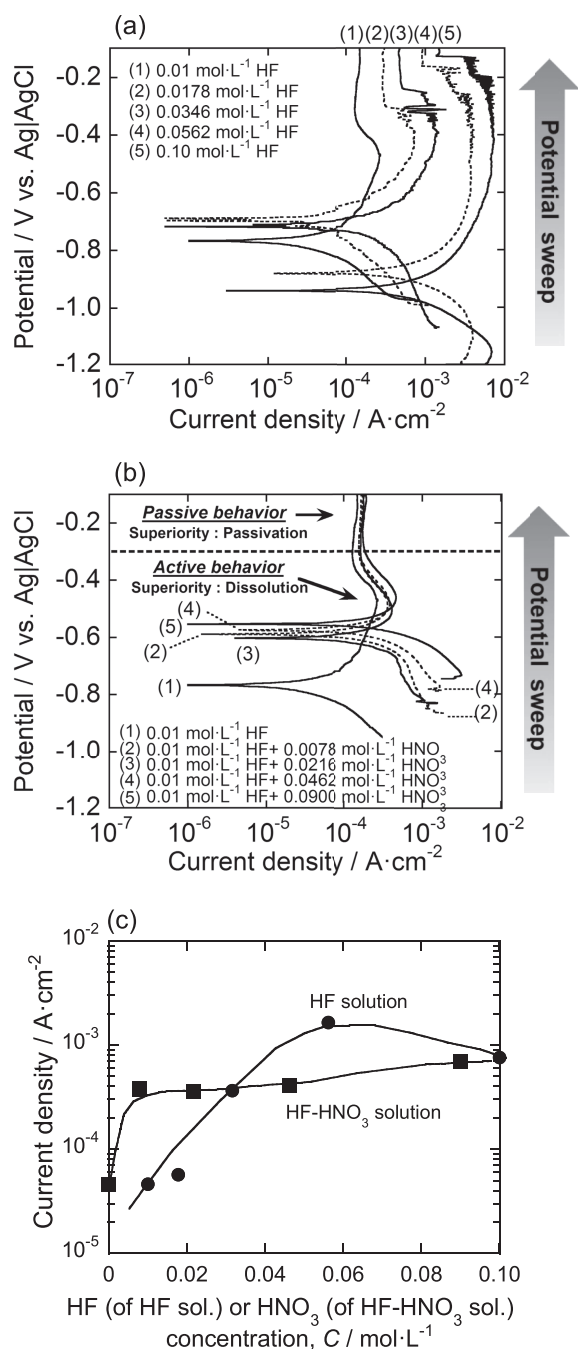 (a)
(1)(2)(3)(4)(5)
(1) 0.01 mol·L⁻¹ HF
(2) 0.0178 mol·L⁻¹ HF
(3) 0.0346 mol·L⁻¹ HF
(4) 0.0562 mol·L⁻¹ HF
(5) 0.10 mol·L⁻¹ HF
Potential / V vs. Ag|AgCl
-0.2
-0.4
-0.6
-0.8
-1.0
-1.2
10⁻⁷ 10⁻⁶ 10⁻⁵ 10⁻⁴ 10⁻³ 10⁻²
Current density / A·cm⁻²
Potential sweep
(b)
Passive behavior
Superiority : Passivation
Active behavior
Superiority : Dissolution
(4)
(5)
(2)
(3)
(1)
(4)
(2)
(1) 0.01 mol·L⁻¹ HF
(2) 0.01 mol·L⁻¹ HF+ 0.0078 mol·L⁻¹ HNO₃
(3) 0.01 mol·L⁻¹ HF+ 0.0216 mol·L⁻¹ HNO₃
(4) 0.01 mol·L⁻¹ HF+ 0.0462 mol·L⁻¹ HNO₃
(5) 0.01 mol·L⁻¹ HF+ 0.0900 mol·L⁻¹ HNO₃
Potential / V vs. Ag|AgCl
-0.2
-0.4
-0.6
-0.8
-1.0
-1.2
10⁻⁷ 10⁻⁶ 10⁻⁵ 10⁻⁴ 10⁻³ 10⁻²
Current density / A·cm⁻²
Potential sweep
(c)
10⁻²
10⁻³
10⁻⁴
10⁻⁵
Current density / A·cm⁻²
HF solution
HF-HNO₃ solution
0 0.02 0.04 0.06 0.08 0.10
HF (of HF sol.) or HNO₃ (of HF-HNO₃ sol.)
concentration, C / mol·L⁻¹